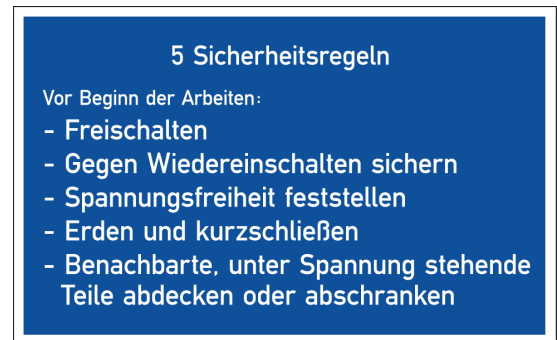 5 Sicherheitsregeln
Vor Beginn der Arbeiten:
- Freischalten
- Gegen Wiedereinschalten sichern
- Spannungsfreiheit feststellen
- Erden und kurzschließen
- Benachbarte, unter Spannung stehende
Teile abdecken oder abschranken